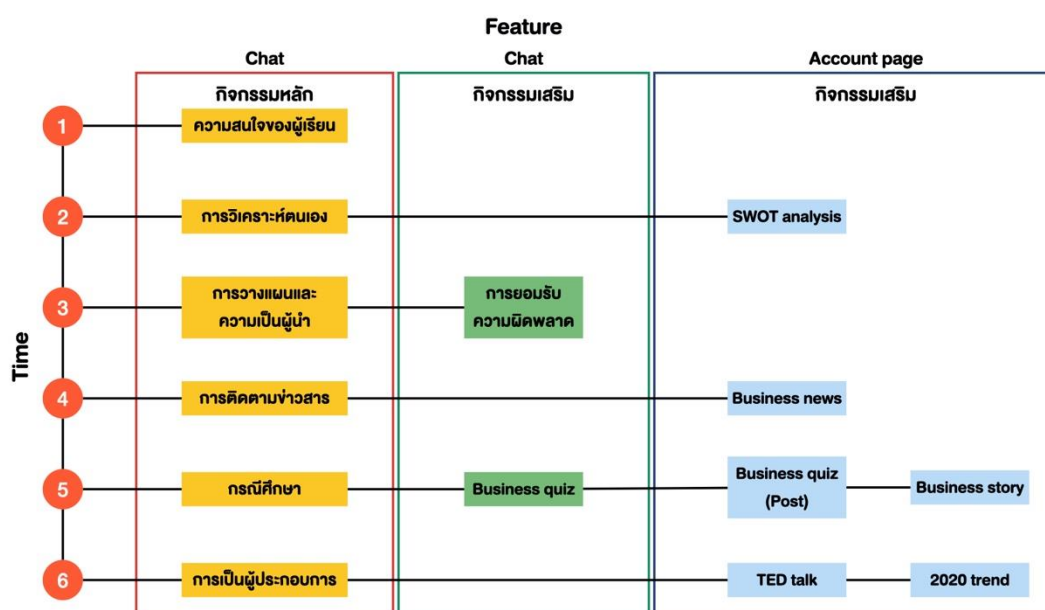 Feature
Chat
Chat
Account page
กิจกรรมหลัก
กิจกรรมเสริม
กิจกรรมเสริม
Time
1
ความสนใจของผู้เรียน
2
การวิเคราะห์ตนเอง
SWOT analysis
3
การวางแผนและ
ความเป็นผู้นำ
การยอมรับ
ความผิดพลาด
4
การติดตามข่าวสาร
Business news
5
กรณีศึกษา
Business quiz
Business quiz
(Post)
Business story
6
การเป็นผู้ประกอบการ
TED talk
2020 trend